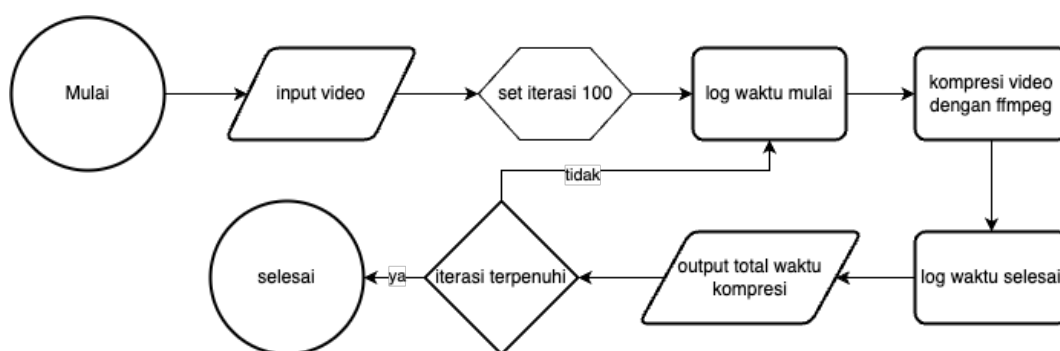 Mulai
input video
set iterasi 100
log waktu mulai
kompresi video
dengan ffmpeg
log waktu selesai
output total waktu
kompresi
iterasi terpenuhi
tidak
ya
selesai